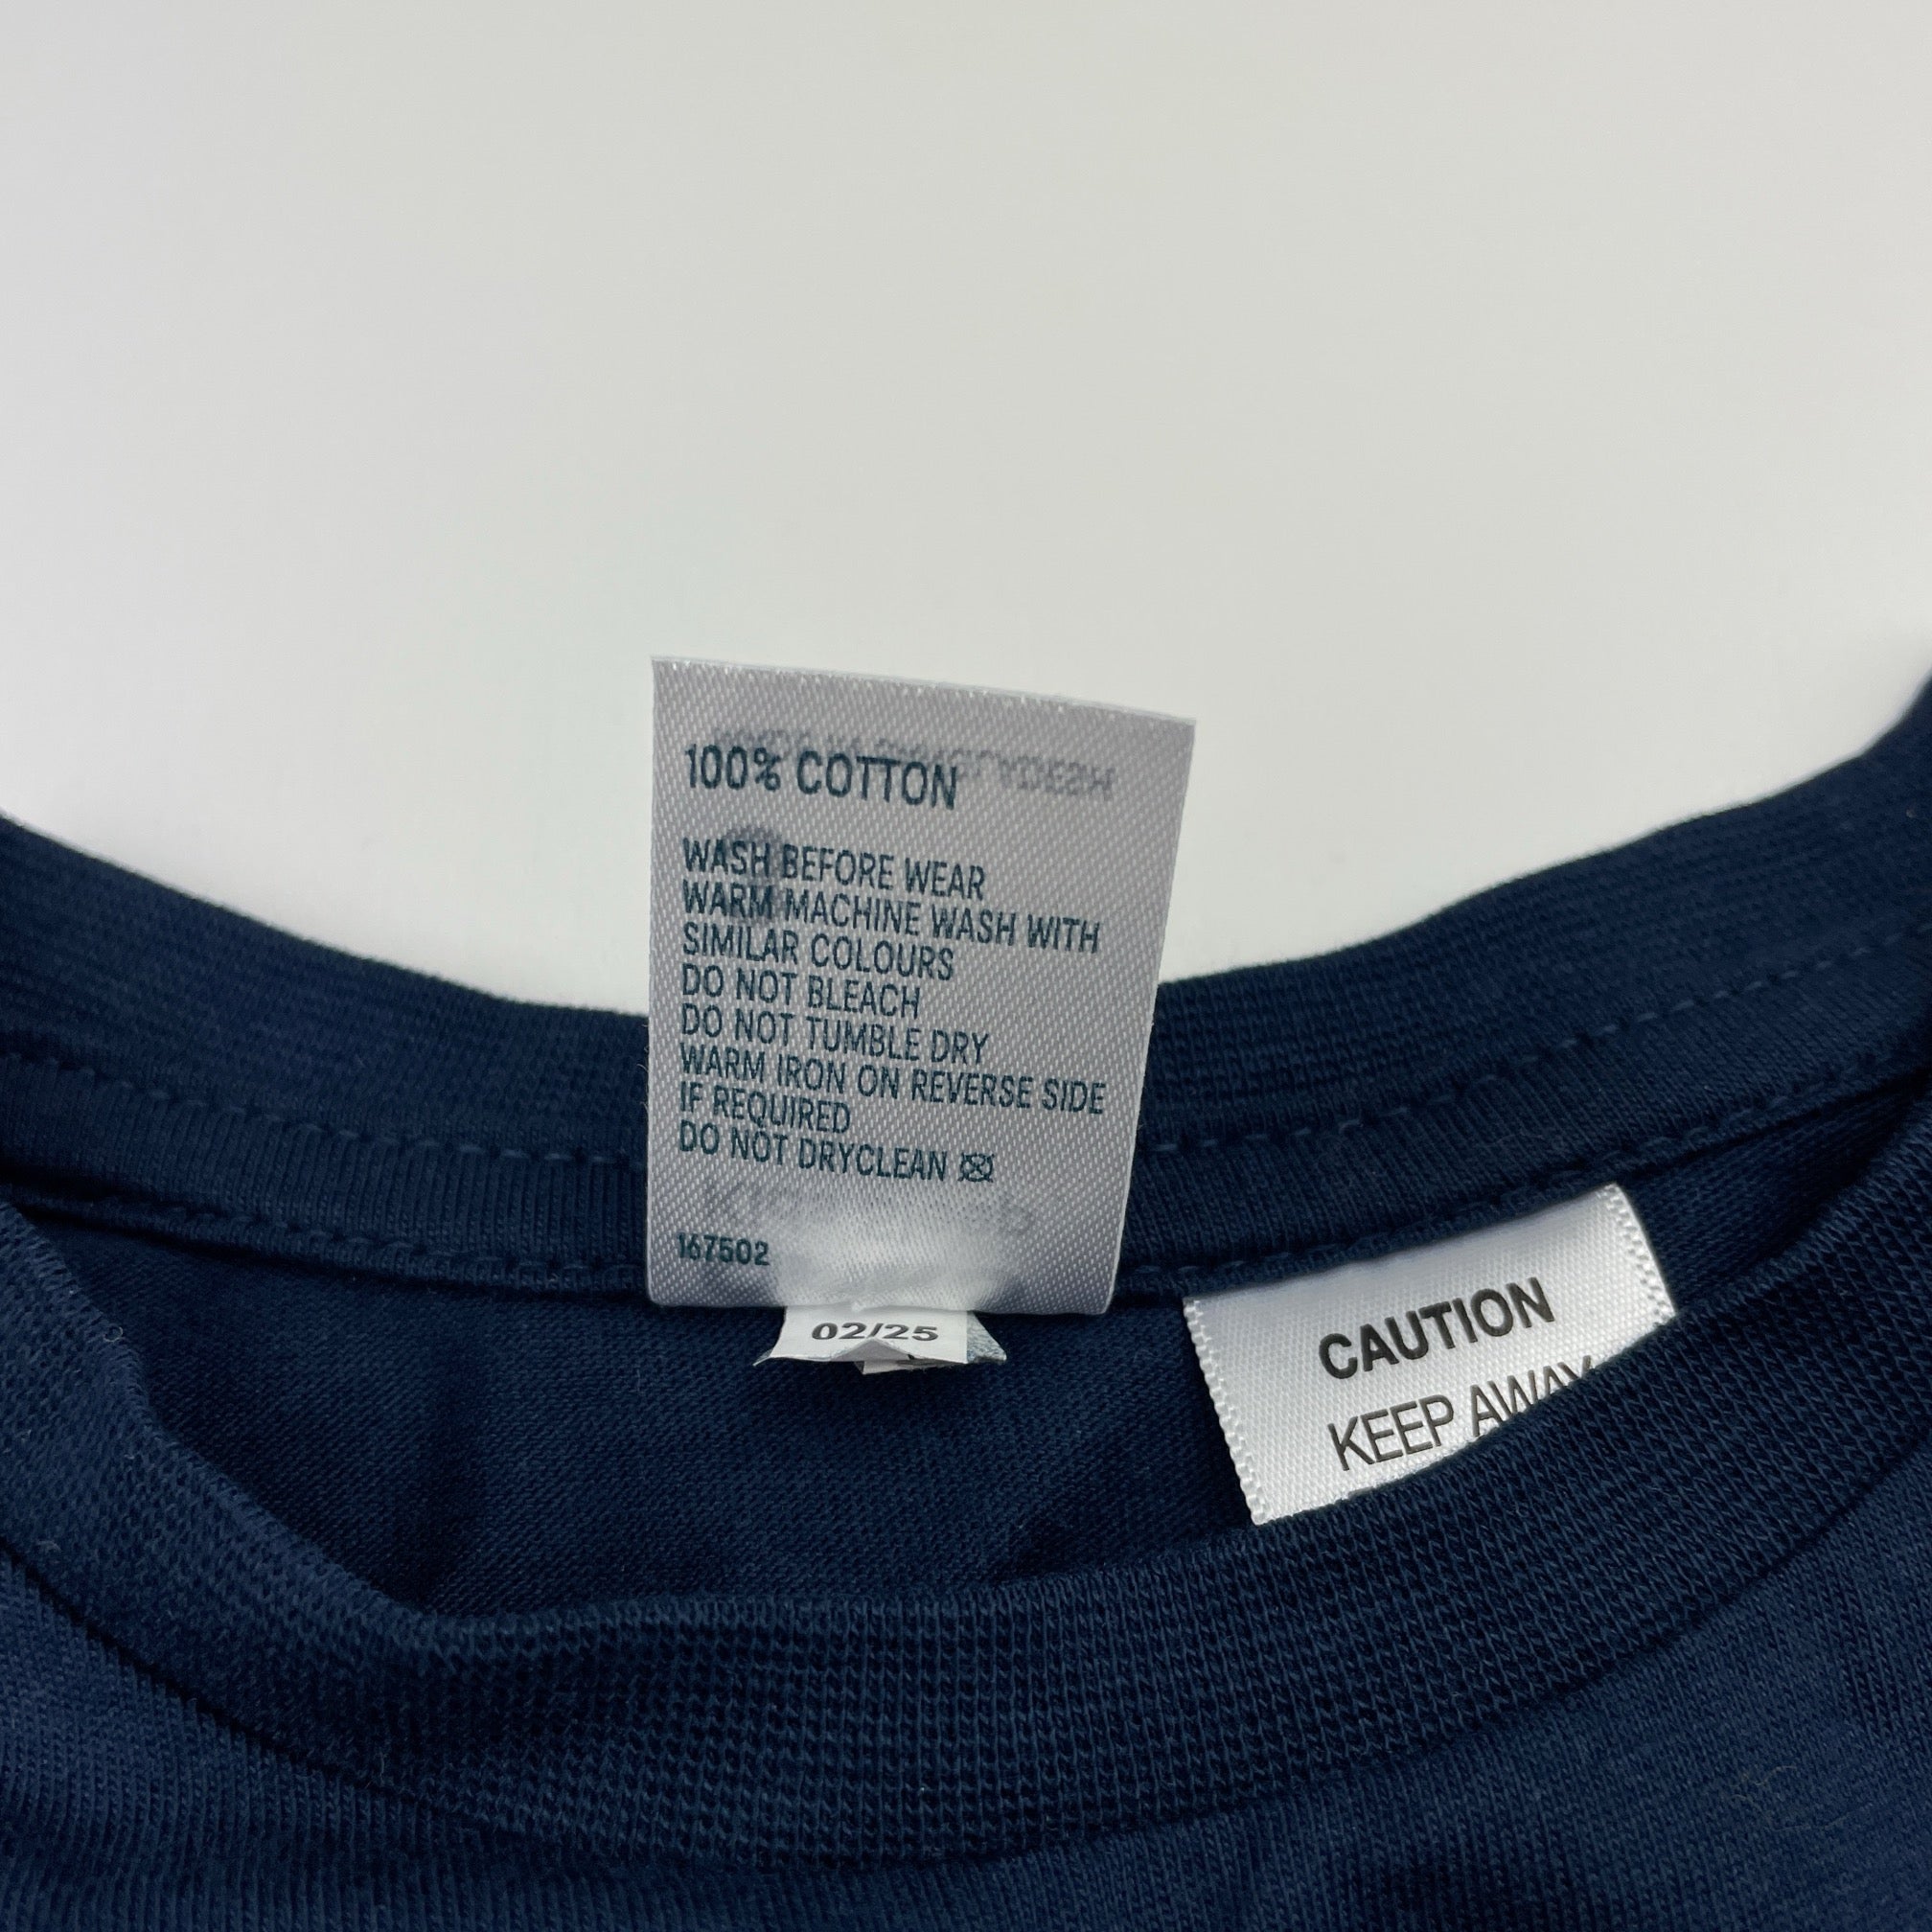 100% COTTON
WASH BEFORE WEAR
WARM MACHINE WASH WITH
SIMILAR COLOURS
DO NOT BLEACH
DO NOT TUMBLE DRY
WARM IRON ON REVERSE SIDE
IF REQUIRED
DO NOT DRYCLEAN
167502
02/25
CAUTION
KEEP AWAY